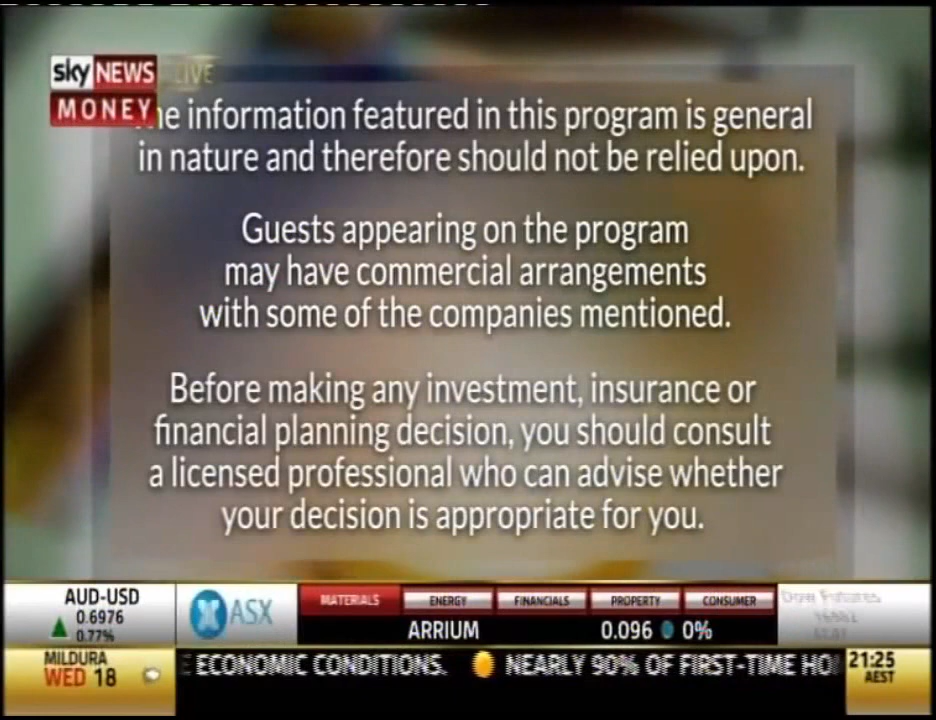 sky NEWS LIVE
MONEY
he information featured in this program is general
in nature and therefore should not be relied upon.
Guests appearing on the program
may have commercial arrangements
with some of the companies mentioned.
Before making any investment, insurance or
financial planning decision, you should consult
a licensed professional who can advise whether
your decision is appropriate for you.
AUD-USD
0.6976
0.77%
ASX
MATERIALS ENERGY FINANCIALS PROPERTY CONSUMER
ARRIUM 0.096 0%
Dow Futures
MILDURA
WED 18
ECONOMIC CONDITIONS. NEARLY 90% OF FIRST-TIME HO
21:25
AEST